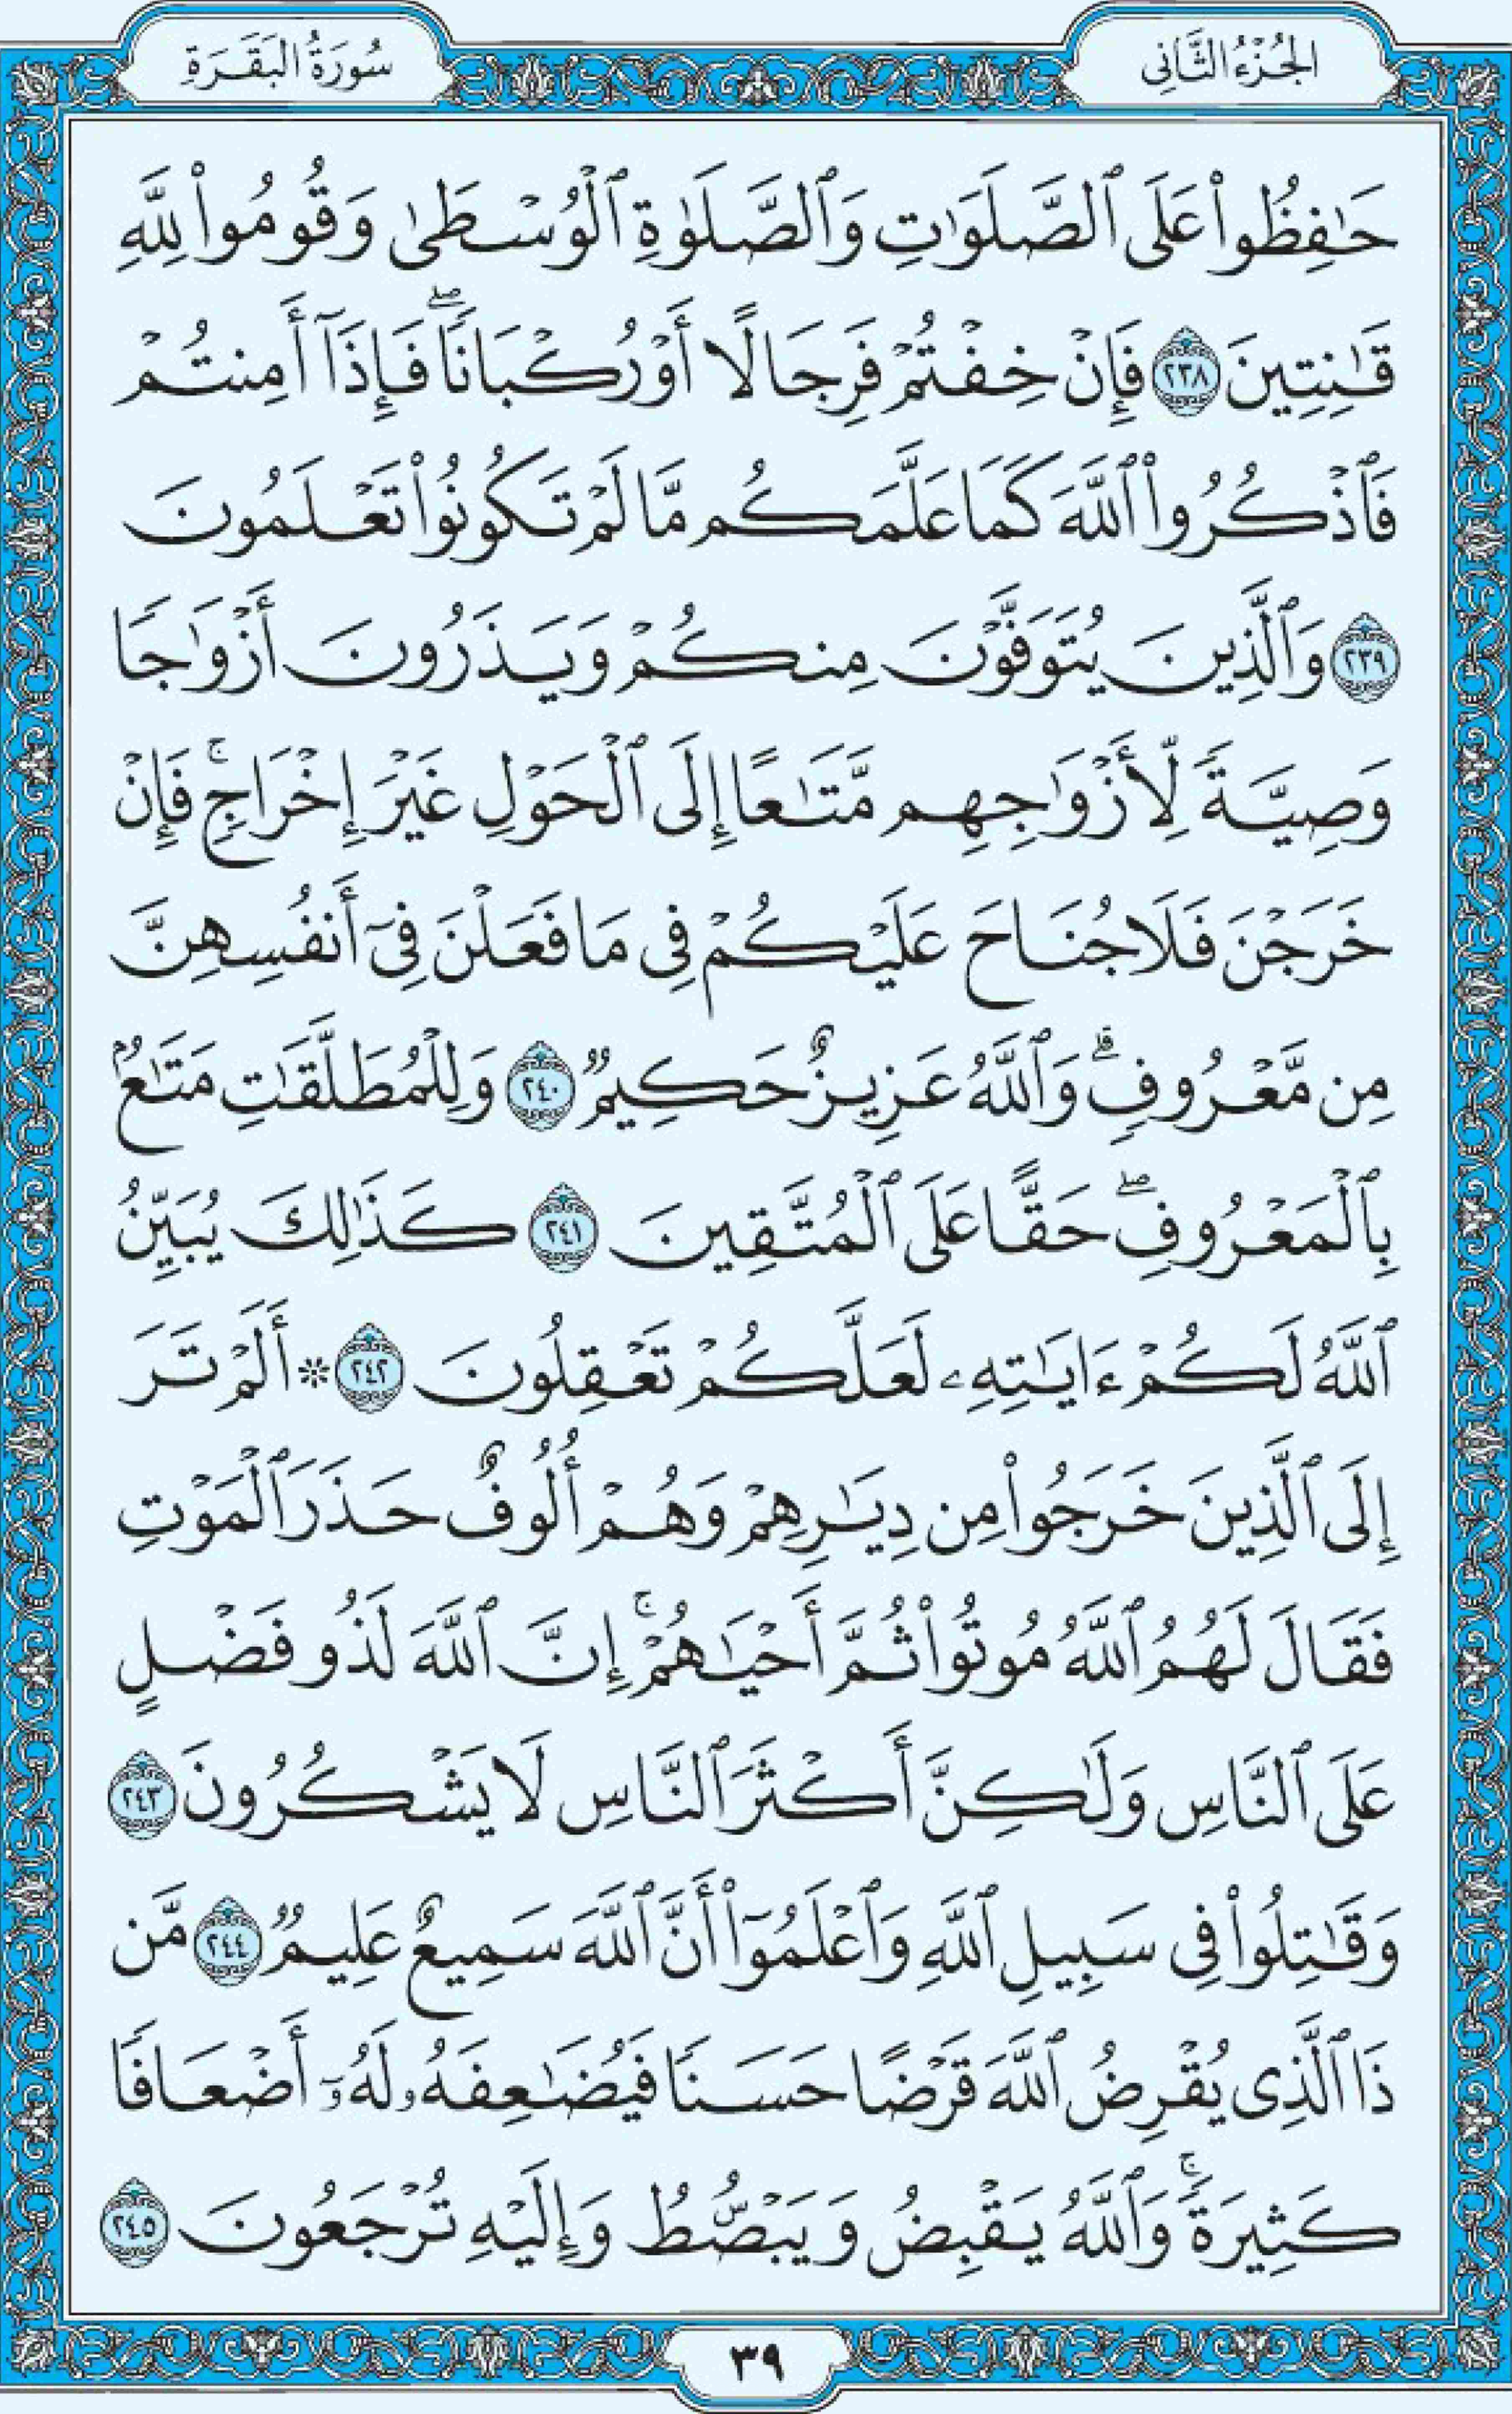 الجُزْءُ الثَّانِي
سُورَةُ البَقَرَةِ
حَٰفِظُوا۟ عَلَى ٱلصَّلَوَٰتِ وَٱلصَّلَوٰةِ ٱلْوُسْطَىٰ وَقُومُوا۟ لِلَّهِ
قَٰنِتِينَ ٢٣٨ فَإِنْ خِفْتُمْ فَرِجَالًا أَوْ رُكْبَانًا ۖ فَإِذَآ أَمِنتُمْ
فَٱذْكُرُوا۟ ٱللَّهَ كَمَا عَلَّمَكُم مَّا لَمْ تَكُونُوا۟ تَعْلَمُونَ
٢٣٩ وَٱلَّذِينَ يُتَوَفَّوْنَ مِنكُمْ وَيَذَرُونَ أَزْوَٰجًا
وَصِيَّةً لِّأَزْوَٰجِهِم مَّتَٰعًا إِلَى ٱلْحَوْلِ غَيْرَ إِخْرَاجٍ ۚ فَإِنْ
خَرَجْنَ فَلَا جُنَاحَ عَلَيْكُمْ فِى مَا فَعَلْنَ فِىٓ أَنفُسِهِنَّ
مِن مَّعْرُوفٍ ۗ وَٱللَّهُ عَزِيزٌ حَكِيمٌ ٢٤٠ وَلِلْمُطَلَّقَٰتِ مَتَٰعٌۢ
بِٱلْمَعْرُوفِ ۖ حَقًّا عَلَى ٱلْمُتَّقِينَ ٢٤١ كَذَٰلِكَ يُبَيِّنُ
ٱللَّهُ لَكُمْ ءَايَٰتِهِۦ لَعَلَّكُمْ تَعْقِلُونَ ٢٤٢ ۞ أَلَمْ تَرَ
إِلَى ٱلَّذِينَ خَرَجُوا۟ مِن دِيَٰرِهِمْ وَهُمْ أُلُوفٌ حَذَرَ ٱلْمَوْتِ
فَقَالَ لَهُمُ ٱللَّهُ مُوتُوا۟ ثُمَّ أَحْيَٰهُمْ ۚ إِنَّ ٱللَّهَ لَذُو فَضْلٍ
عَلَى ٱلنَّاسِ وَلَٰكِنَّ أَكْثَرَ ٱلنَّاسِ لَا يَشْكُرُونَ ٢٤٣
وَقَٰتِلُوا۟ فِى سَبِيلِ ٱللَّهِ وَٱعْلَمُوٓا۟ أَنَّ ٱللَّهَ سَمِيعٌ عَلِيمٌ ٢٤٤ مَّن
ذَا ٱلَّذِى يُقْرِضُ ٱللَّهَ قَرْضًا حَسَنًا فَيُضَٰعِفَهُۥ لَهُۥٓ أَضْعَافًا
كَثِيرَةً ۚ وَٱللَّهُ يَقْبِضُ وَيَبْصُۜطُ وَإِلَيْهِ تُرْجَعُونَ ٢٤٥
٣٩